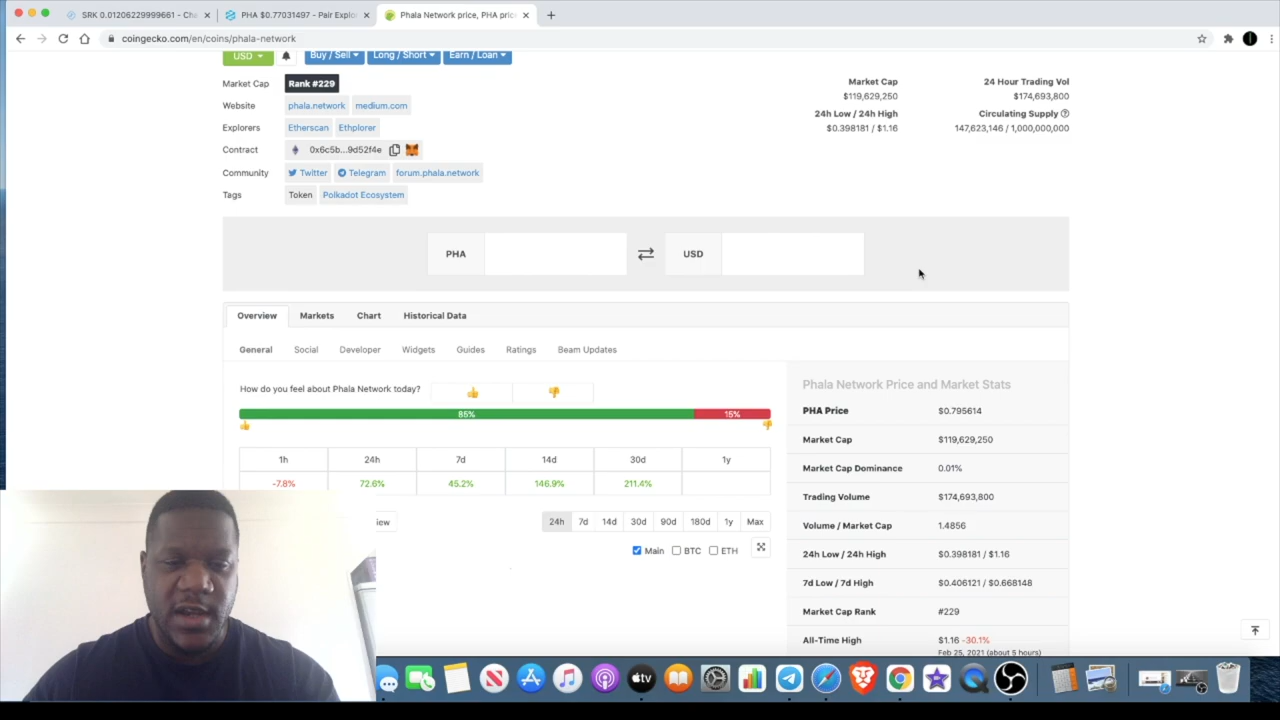 SRK 0.01206229999661 - Cha
PHA $0.77031497 - Pair Explo
Phala Network price, PHA price
coingecko.com/en/coins/phala-network
USD
Buy / Sell
Long / Short
Earn / Loan
Market Cap
Rank #229
Website
phala.network
medium.com
Explorers
Etherscan
Ethplorer
Contract
0x6c5b...9d52f4e
Community
Twitter
Telegram
forum.phala.network
Tags
Token
Polkadot Ecosystem
Market Cap
$119,629,250
24 Hour Trading Vol
$174,693,800
24h Low / 24h High
$0.398181 / $1.16
Circulating Supply
147,623,146 / 1,000,000,000
PHA
USD
Overview
Markets
Chart
Historical Data
General
Social
Developer
Widgets
Guides
Ratings
Beam Updates
How do you feel about Phala Network today?
85%
15%
1h
24h
7d
14d
30d
1y
-7.8%
72.6%
45.2%
146.9%
211.4%
iew
24h
7d
14d
30d
90d
180d
1y
Max
Main
BTC
ETH
Phala Network Price and Market Stats
PHA Price
$0.795614
Market Cap
$119,629,250
Market Cap Dominance
0.01%
Trading Volume
$174,693,800
Volume / Market Cap
1.4856
24h Low / 24h High
$0.398181 / $1.16
7d Low / 7d High
$0.406121 / $0.668148
Market Cap Rank
#229
All-Time High
$1.16 -30.1%
Feb 25, 2021 (about 5 hours)
tv